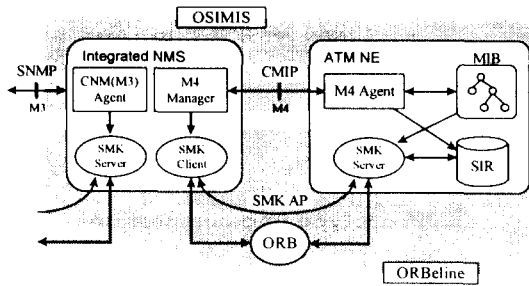 OSIMIS
Integrated NMS
ATM NE
MIB
SNMP
M3
CNM(M3)
Agent
M4
Manager
CMIP
M4
M4 Agent
SMK
Server
SMK
Client
SMK
Server
SIR
SMK AP
ORB
ORBeline